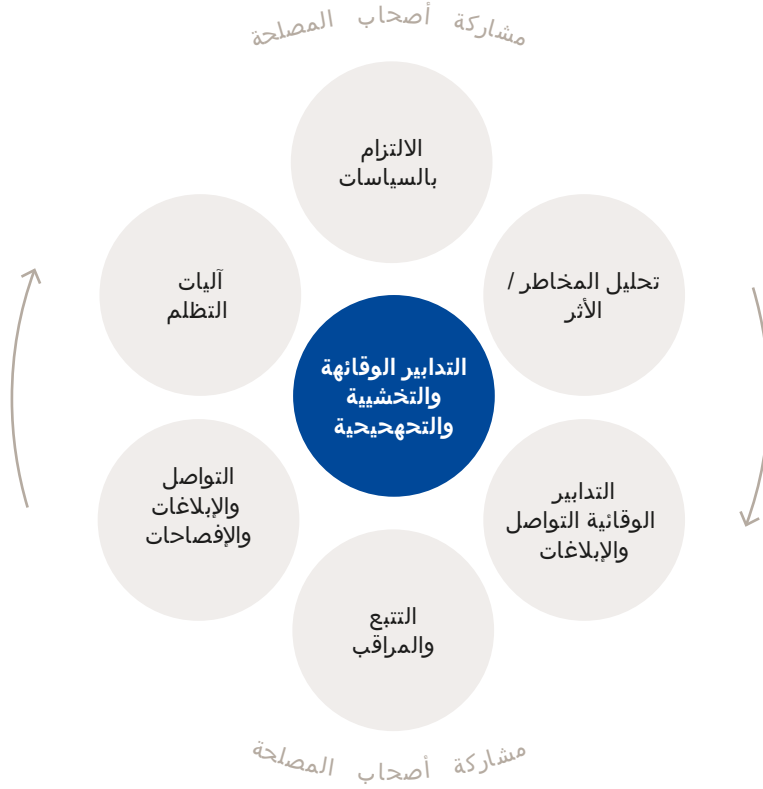 مشاركة أصحاب المصلحة
الالتزام
بالسياسات
تحليل المخاطر /
الأثر
آليات
التظلم
التدابير الوقائهة
والتخشيية
والتحهحيحية
التدابير
الوقائية التواصل
والإبلاغات
التواصل
والإبلاغات
والإفصاحات
التتبع
والمراقب
مشاركة أصحاب المصلحة